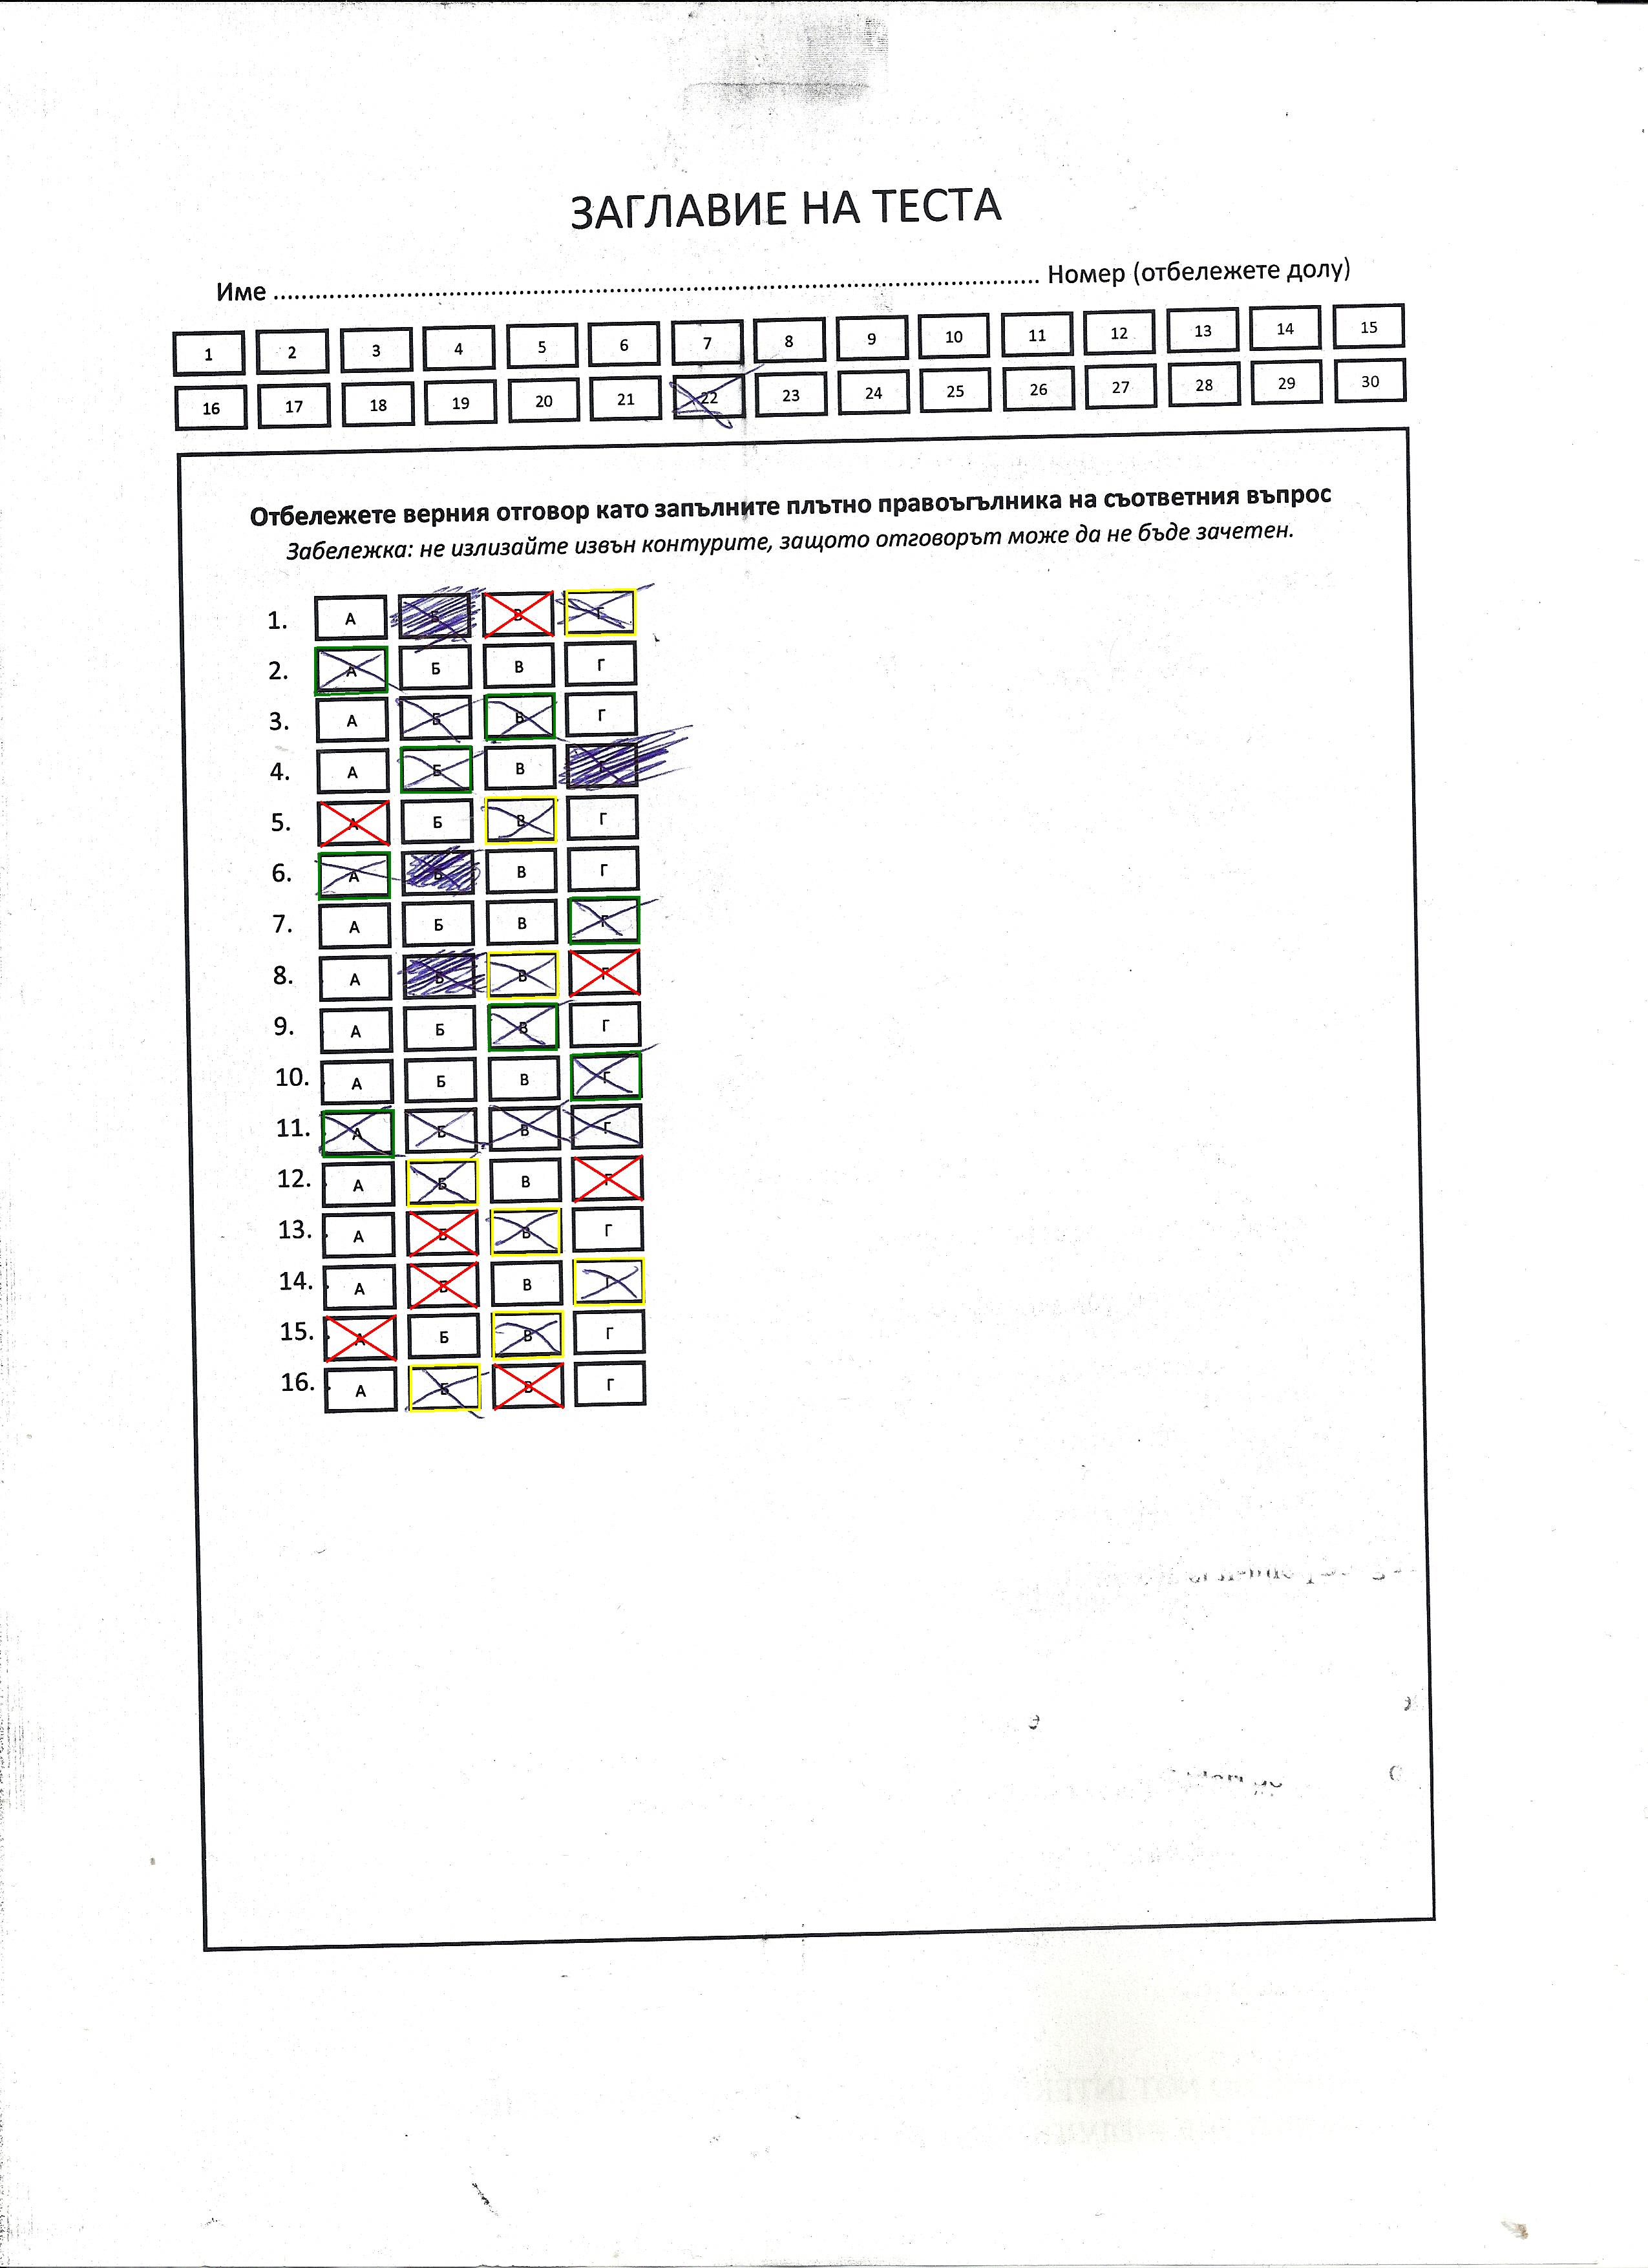 ЗАГЛАВИЕ НА ТЕСТА
Име ................................................................................................................ Номер (отбележете долу)
1 2 3 4 5 6 7 8 9 10 11 12 13 14 15
16 17 18 19 20 21 22 23 24 25 26 27 28 29 30
Отбележете верния отговор като запълните плътно правоъгълника на съответния въпрос
Забележка: не излизайте извън контурите, защото отговорът може да не бъде зачетен.
1. А Б В Г
2. А Б В Г
3. А Б В Г
4. А Б В
5. А Б В Г
6. А Б В Г
7. А Б В Г
8. А Б В Г
9. А Б В Г
10. А Б В Г
11. А Б В Г
12. А Б В Г
13. А Б В Г
14. А Б В Г
15. А Б В Г
16. А Б В Г